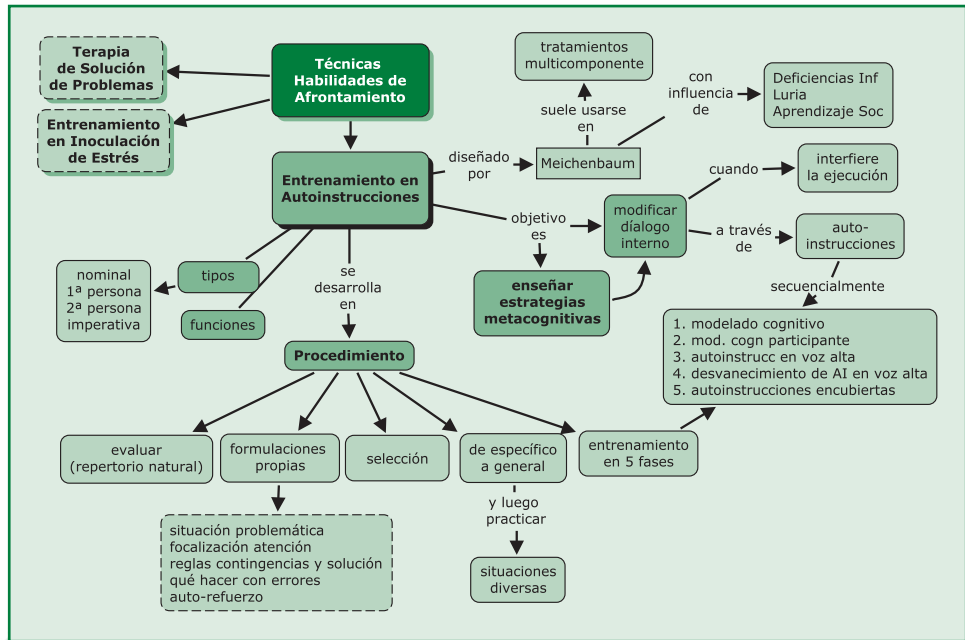 Terapia
de Solución
de Problemas
Técnicas
Habilidades de
Afrontamiento
tratamientos
multicomponente
con
influencia
de
Deficiencias Inf
Luria
Aprendizaje Soc
suele usarse
en
Entrenamiento
en Inoculación
de Estrés
Entrenamiento en
Autoinstrucciones
diseñado
por
Meichenbaum
cuando
interfiere
la ejecución
objetivo
es
modificar
díalogo
interno
a través
de
auto-
instrucciones
nominal
1ª persona
2ª persona
imperativa
tipos
funciones
se
desarrolla
en
enseñar
estrategias
metacognitivas
secuencialmente
1. modelado cognitivo
2. mod. cogn participante
3. autoinstrucc en voz alta
4. desvanecimiento de AI en voz alta
5. autoinstrucciones encubiertas
Procedimiento
evaluar
(repertorio natural)
formulaciones
propias
selección
de específico
a general
entrenamiento
en 5 fases
y luego
practicar
situación problemática
focalización atención
reglas contingencias y solución
qué hacer con errores
auto-refuerzo
situaciones
diversas